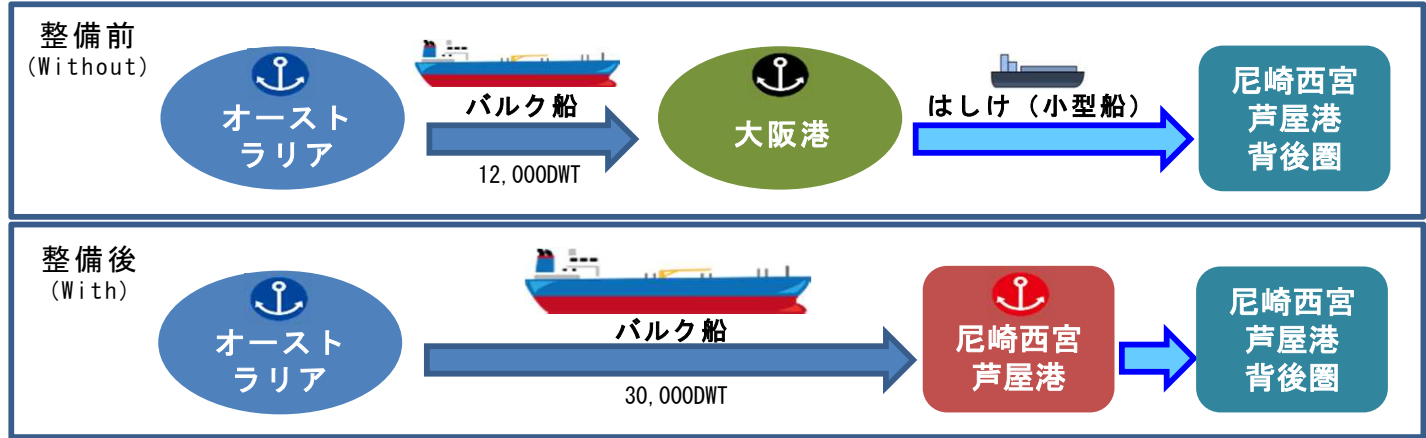 整備前
(Without)
オースト
ラリア
バルク船
12,000DWT
大阪港
はしけ（小型船）
尼崎西宮
芦屋港
背後圏
整備後
(With)
オースト
ラリア
バルク船
30,000DWT
尼崎西宮
芦屋港
尼崎西宮
芦屋港
背後圏